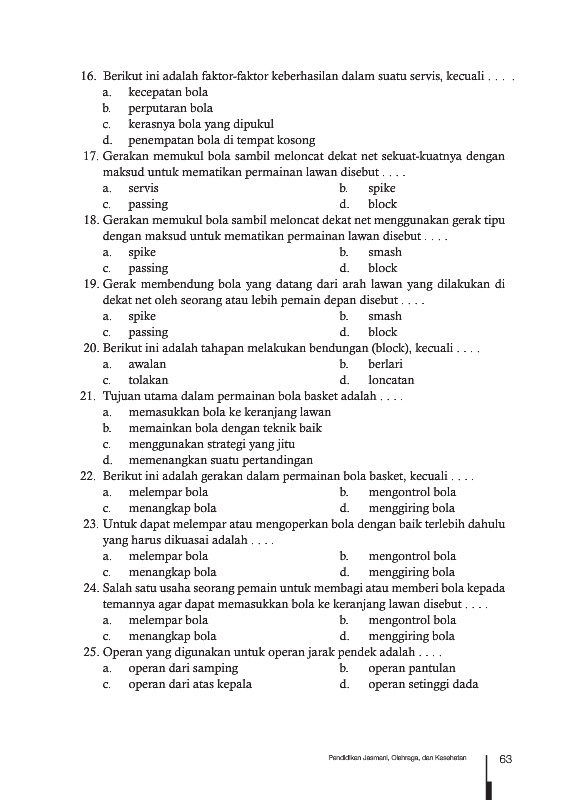 16. Berikut ini adalah faktor-faktor keberhasilan dalam suatu servis, kecuali . . . .
a. kecepatan bola
b. perputaran bola
c. kerasnya bola yang dipukul
d. penempatan bola di tempat kosong
17. Gerakan memukul bola sambil meloncat dekat net sekuat-kuatnya dengan
maksud untuk mematikan permainan lawan disebut . . . .
a. servis b. spike
c. passing d. block
18. Gerakan memukul bola sambil meloncat dekat net menggunakan gerak tipu
dengan maksud untuk mematikan permainan lawan disebut . . . .
a. spike b. smash
c. passing d. block
19. Gerak membendung bola yang datang dari arah lawan yang dilakukan di
dekat net oleh seorang atau lebih pemain depan disebut . . . .
a. spike b. smash
c. passing d. block
20. Berikut ini adalah tahapan melakukan bendungan (block), kecuali . . . .
a. awalan b. berlari
c. tolakan d. loncatan
21. Tujuan utama dalam permainan bola basket adalah . . . .
a. memasukkan bola ke keranjang lawan
b. memainkan bola dengan teknik baik
c. menggunakan strategi yang jitu
d. memenangkan suatu pertandingan
22. Berikut ini adalah gerakan dalam permainan bola basket, kecuali . . . .
a. melempar bola b. mengontrol bola
c. menangkap bola d. menggiring bola
23. Untuk dapat melempar atau mengoperkan bola dengan baik terlebih dahulu
yang harus dikuasai adalah . . . .
a. melempar bola b. mengontrol bola
c. menangkap bola d. menggiring bola
24. Salah satu usaha seorang pemain untuk membagi atau memberi bola kepada
temannya agar dapat memasukkan bola ke keranjang lawan disebut . . . .
a. melempar bola b. mengontrol bola
c. menangkap bola d. menggiring bola
25. Operan yang digunakan untuk operan jarak pendek adalah . . . .
a. operan dari samping b. operan pantulan
c. operan dari atas kepala d. operan setinggi dada
Pendidikan Jasmani, Olahraga, dan Kesehatan 63